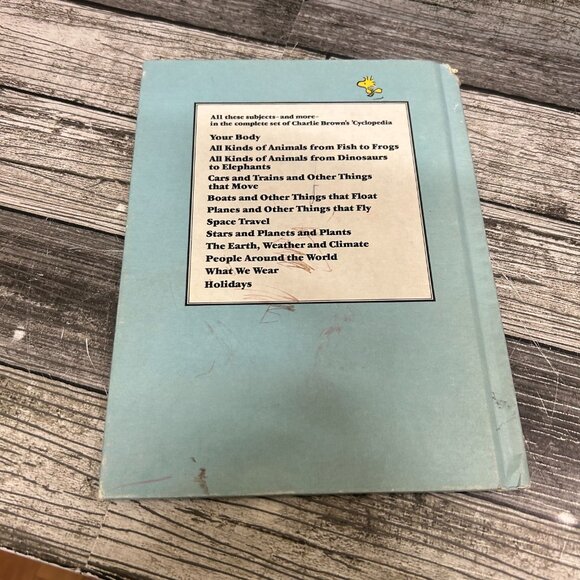 All these subjects-and more-
in the complete set of Charlie Brown's 'Cyclopedia
Your Body
All Kinds of Animals from Fish to Frogs
All Kinds of Animals from Dinosaurs
to Elephants
Cars and Trains and Other Things
that Move
Boats and Other Things that Float
Planes and Other Things that Fly
Space Travel
Stars and Planets and Plants
The Earth, Weather and Climate
People Around the World
What We Wear
Holidays